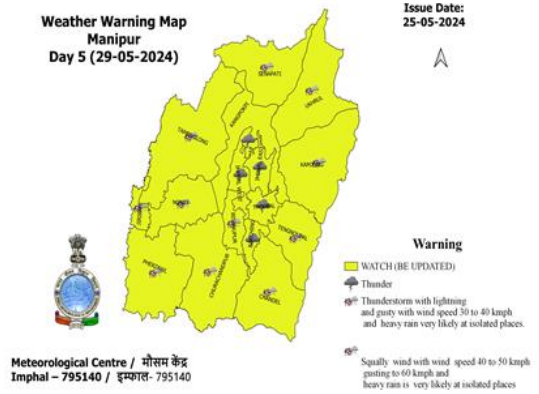 Weather Warning Map
Manipur
Day 5 (29-05-2024)
Issue Date:
25-05-2024
SENAPATI
UKHRUL
KANGPOKPI
TAMENGLONG
KAMJONG
NONEY
TENGNOUPAL
PHERZAWL
CHURACHANDPUR
CHANDEL
Warning
WATCH (BE UPDATED)
Thunder
Thunderstorm with lightning
and gusty with wind speed 30 to 40 kmph
and heavy rain very likely at isolated places.
Squally wind with wind speed 40 to 50 kmph
gusting to 60 kmph and
heavy rain is very likely at isolated places
Meteorological Centre / मौसम केंद्र
Imphal – 795140 / इम्फाल- 795140